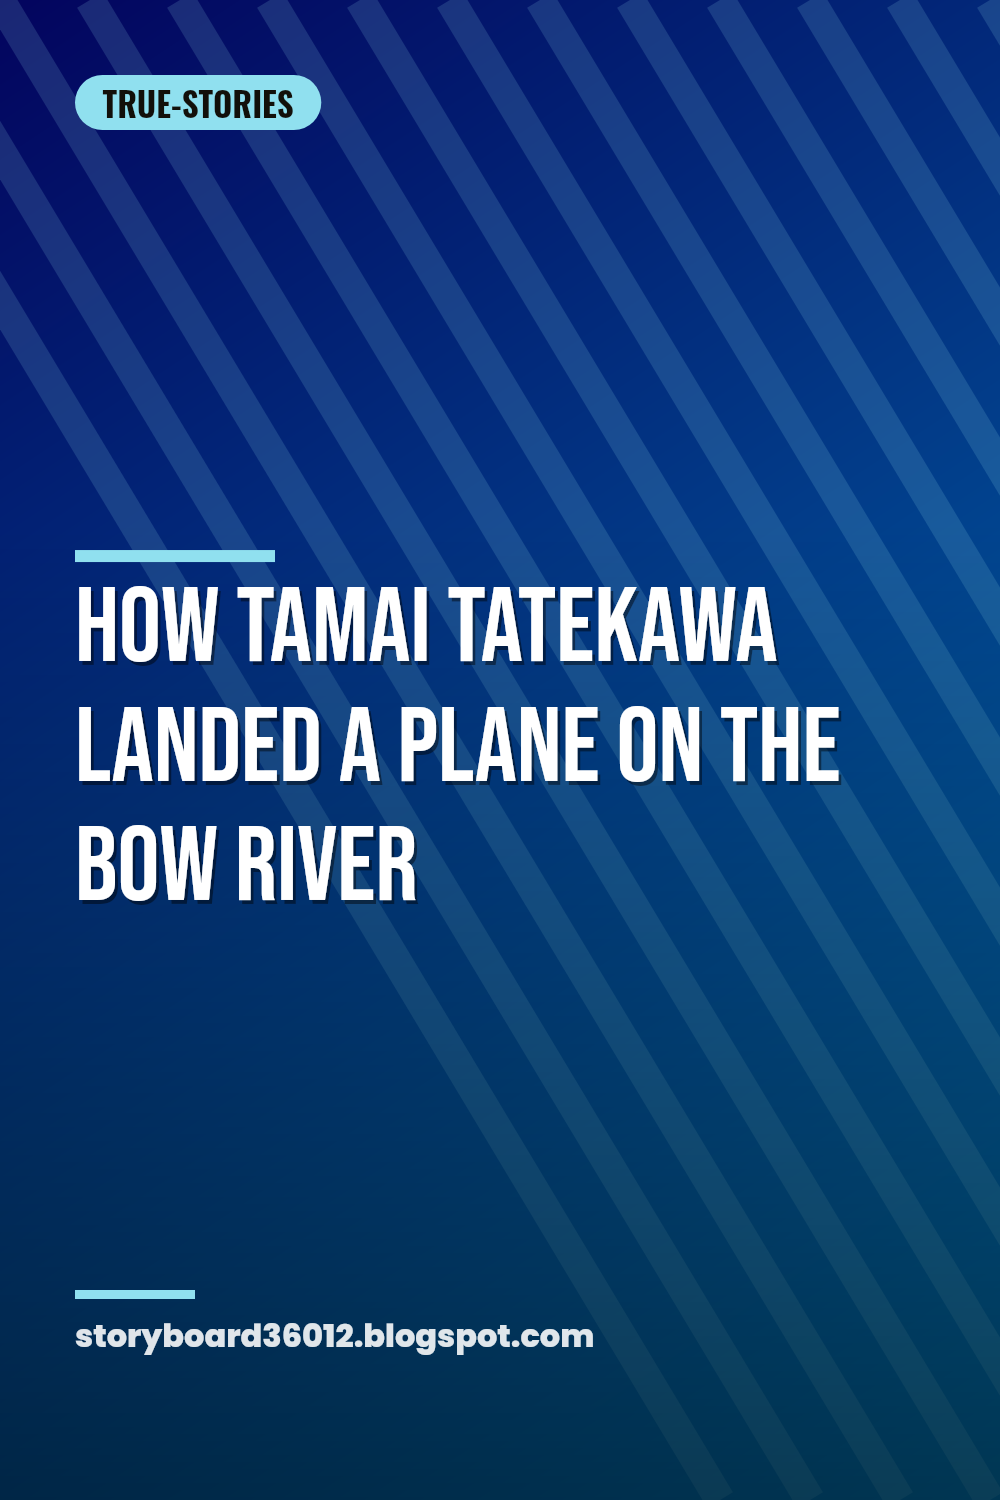 TRUE-STORIES
HOW TAMAI TATEKAWA
LANDED A PLANE ON THE
BOW RIVER
storyboard36012.blogspot.com